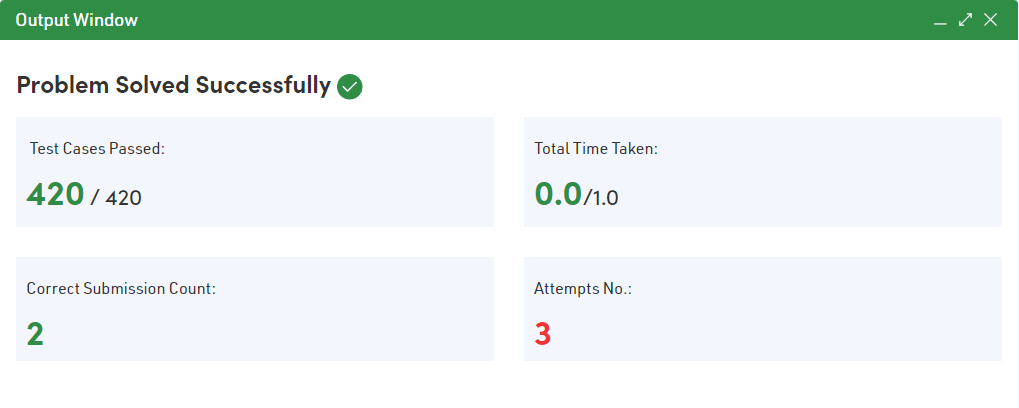 Output Window
Problem Solved Successfully
Test Cases Passed:
420 / 420
Total Time Taken:
0.0/1.0
Correct Submission Count:
2
Attempts No.:
3